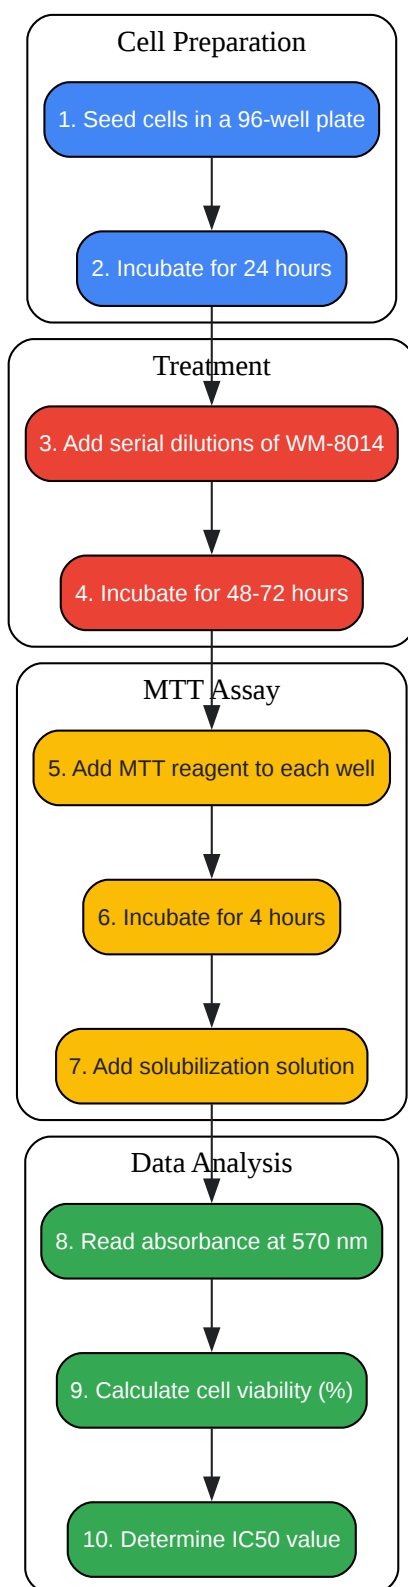 Cell Preparation
1. Seed cells in a 96-well plate
2. Incubate for 24 hours
Treatment
3. Add serial dilutions of WM-8014
4. Incubate for 48-72 hours
MTT Assay
5. Add MTT reagent to each well
6. Incubate for 4 hours
7. Add solubilization solution
Data Analysis
8. Read absorbance at 570 nm
9. Calculate cell viability (%)
10. Determine IC50 value